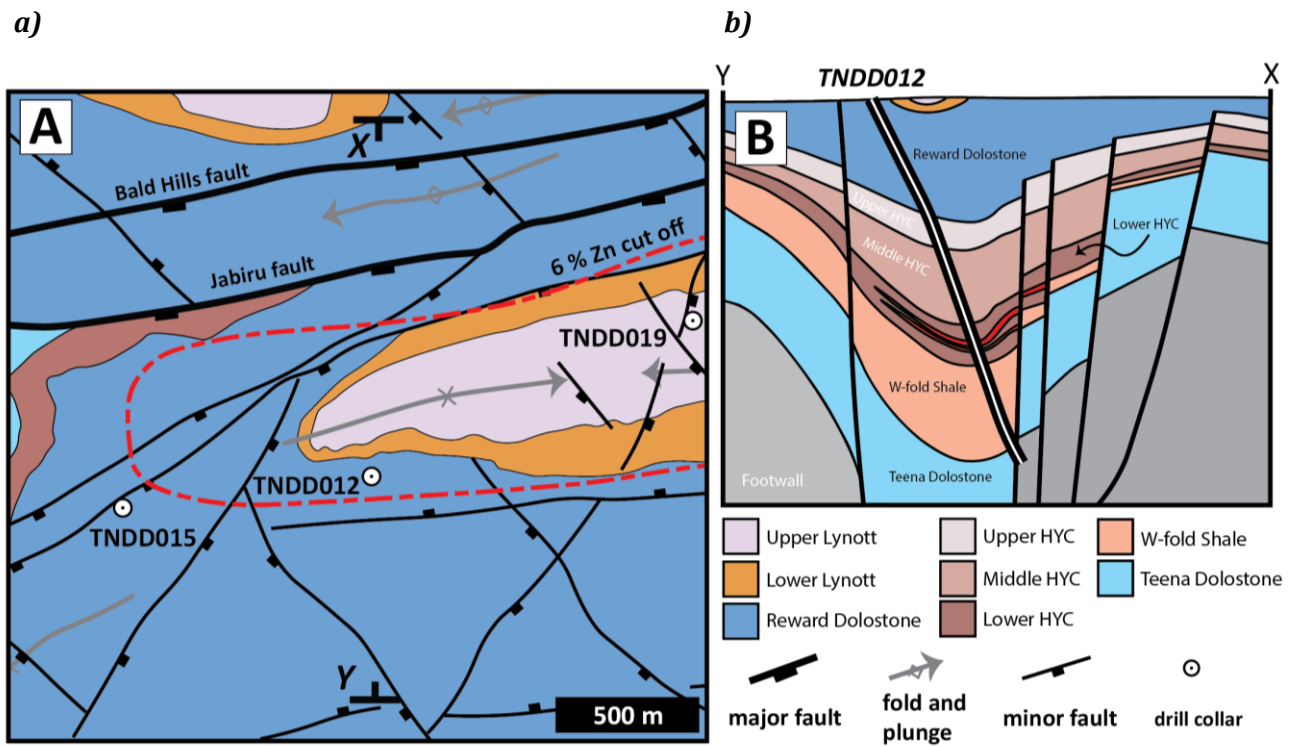 a)
b)
A
X
Bald Hills fault
Jabiru fault
6 % Zn cut off
TNDD019
TNDD012
TNDD015
Y
500 m
Y
TNDD012
X
B
Reward Dolostone
Upper HYC
Middle HYC
Lower HYC
W-fold Shale
Footwall
Teena Dolostone
Upper Lynott
Lower Lynott
Reward Dolostone
Upper HYC
Middle HYC
Lower HYC
W-fold Shale
Teena Dolostone
major fault
fold and
plunge
minor fault
drill collar